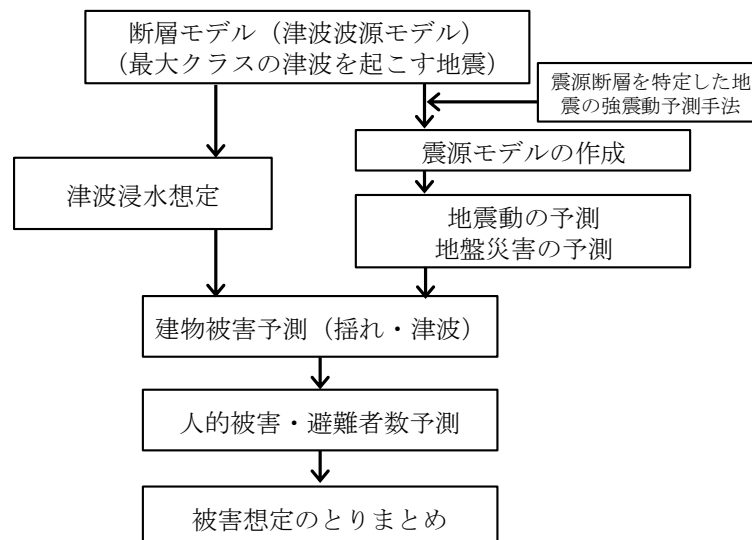 断層モデル（津波波源モデル）
（最大クラスの津波を起こす地震）
震源断層を特定した地
震の強震動予測手法
震源モデルの作成
津波浸水想定
地震動の予測
地盤災害の予測
建物被害予測（揺れ・津波）
人的被害・避難者数予測
被害想定のとりまとめ